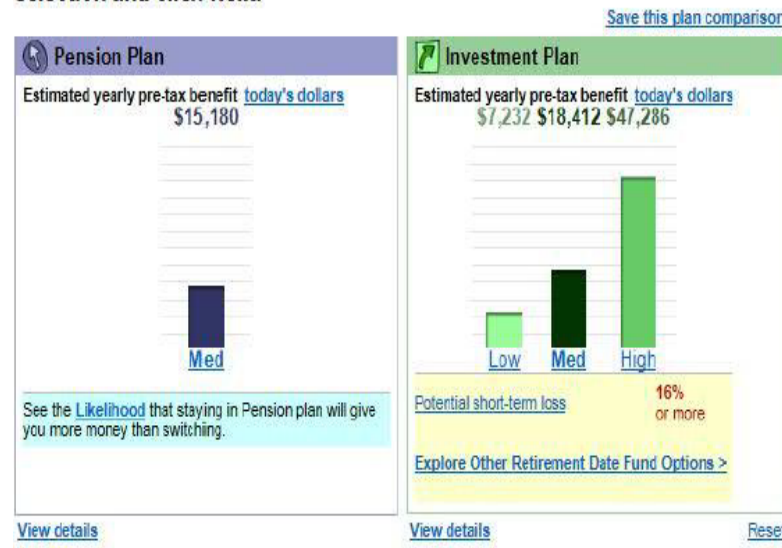 Save this plan comparison
Pension Plan
Estimated yearly pre-tax benefit today's dollars
$15,180
Med
See the Likelihood that staying in Pension plan will give
you more money than switching.
View details
Investment Plan
Estimated yearly pre-tax benefit today's dollars
$7,232 $18,412 $47,286
Low Med High
Potential short-term loss
16%
or more
Explore Other Retirement Date Fund Options >
View details
Reset